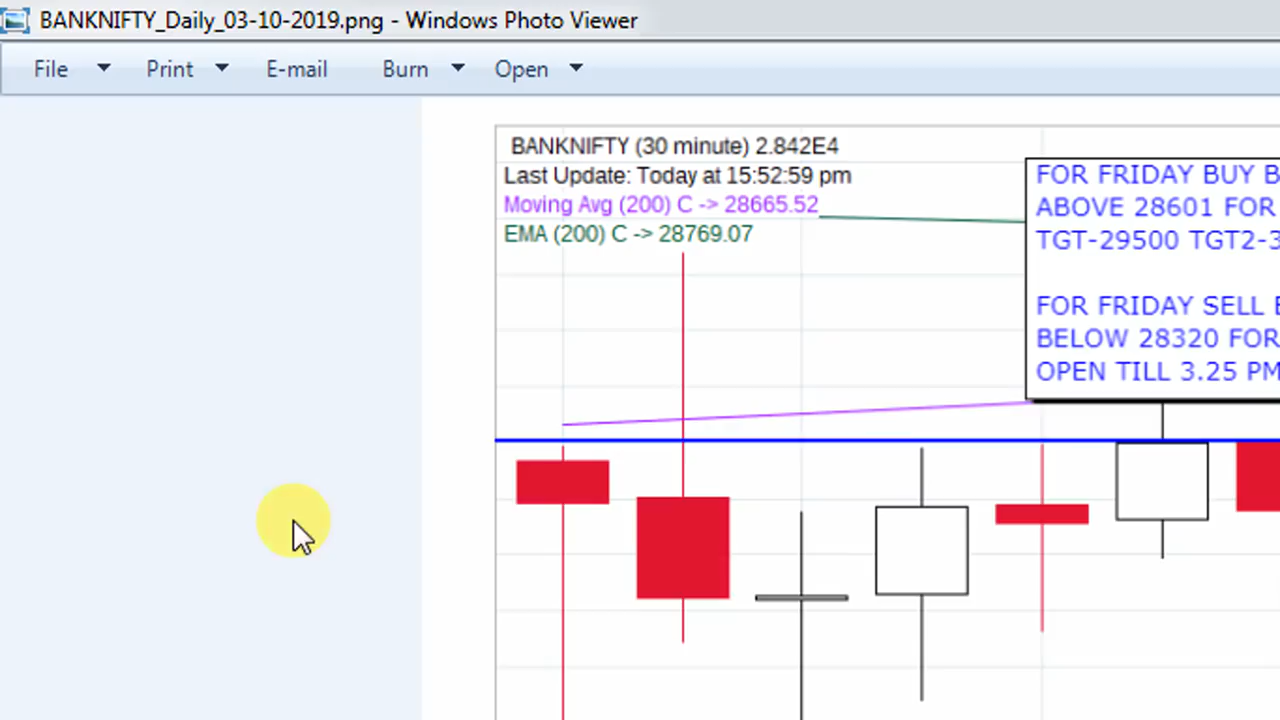 BANKNIFTY_Daily_03-10-2019.png - Windows Photo Viewer
File Print E-mail Burn Open
BANKNIFTY (30 minute) 2.842E4
Last Update: Today at 15:52:59 pm
Moving Avg (200) C -> 28665.52
EMA (200) C -> 28769.07
FOR FRIDAY BUY
ABOVE 28601 FOR
TGT-29500 TGT2-
FOR FRIDAY SELL
BELOW 28320 FOR
OPEN TILL 3.25 PM